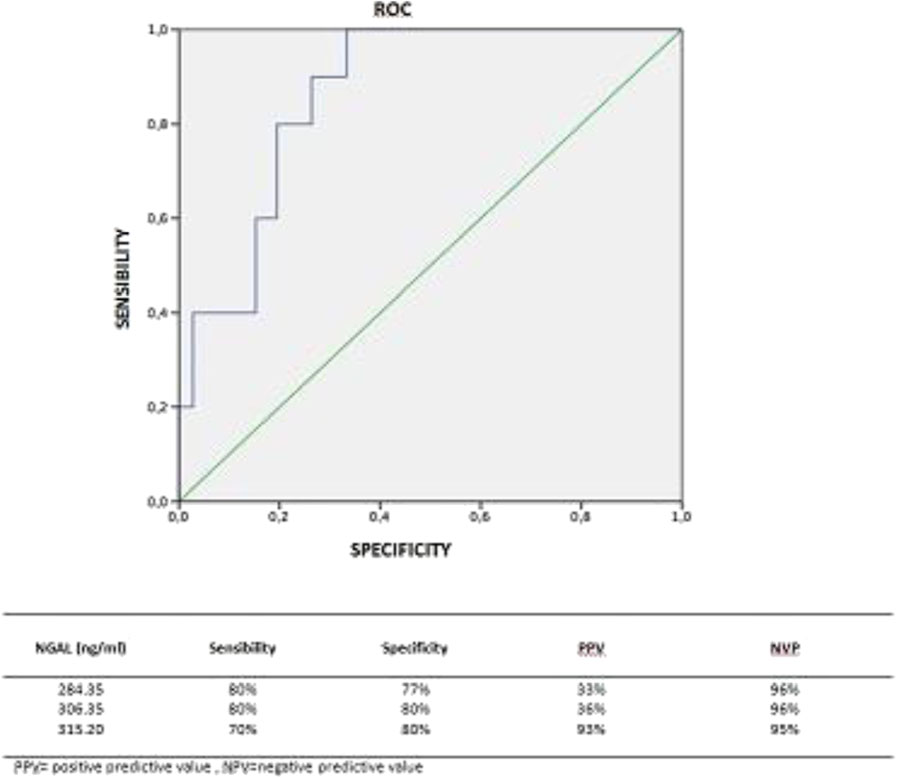 ROC
1,0
0,8
0,6
0,4
0,2
0,0
SENSIBILITY
0,0 0,2 0,4 0,6 0,8 1,0
SPECIFICITY
NGAL (ng/ml) Sensibility Specificity PPV NVP
284.35 80% 77% 33% 96%
306.35 80% 80% 36% 96%
315.20 70% 80% 93% 95%
PPV= positive predictive value , NPV=negative predictive value